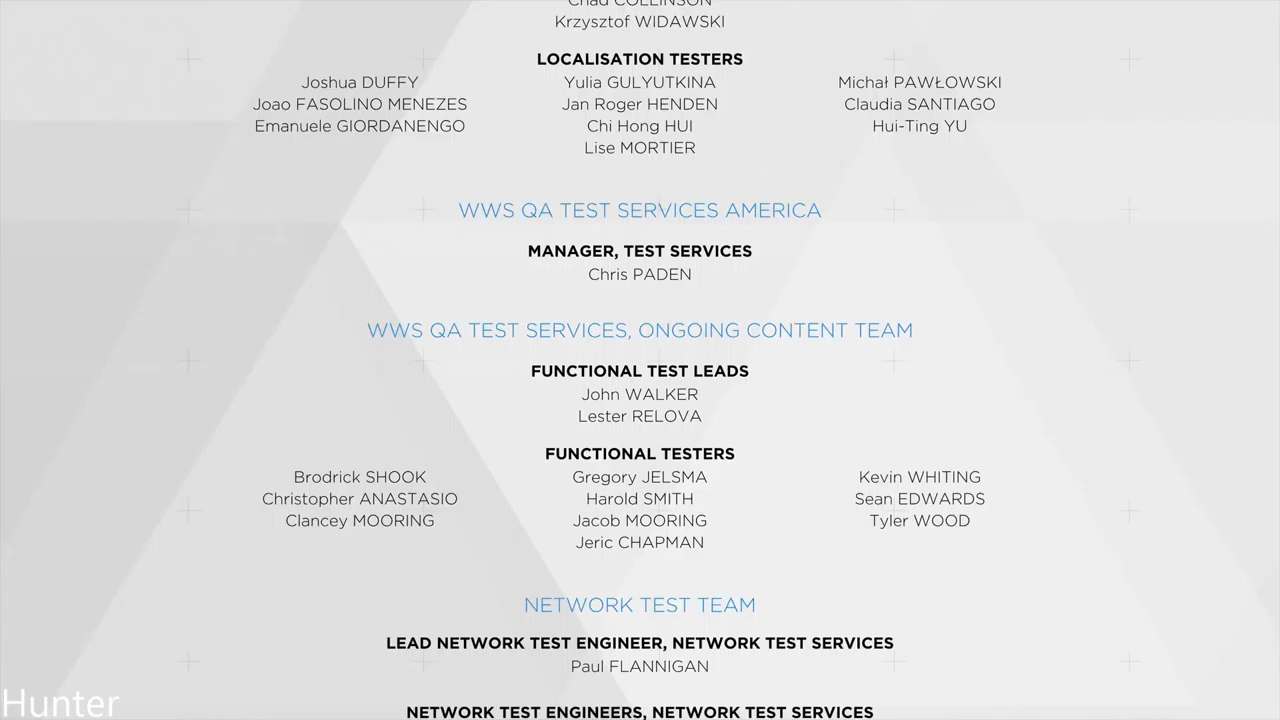 Chad COLLINSON
Krzysztof WIDAWSKI
LOCALISATION TESTERS
Joshua DUFFY Yulia GULYUTKINA Michał PAWŁOWSKI
Joao FASOLINO MENEZES Jan Roger HENDEN Claudia SANTIAGO
Emanuele GIORDANENGO Chi Hong HUI Hui-Ting YU
Lise MORTIER
WWS QA TEST SERVICES AMERICA
MANAGER, TEST SERVICES
Chris PADEN
WWS QA TEST SERVICES, ONGOING CONTENT TEAM
FUNCTIONAL TEST LEADS
John WALKER
Lester RELOVA
FUNCTIONAL TESTERS
Brodrick SHOOK Gregory JELSMA Kevin WHITING
Christopher ANASTASIO Harold SMITH Sean EDWARDS
Clancey MOORING Jacob MOORING Tyler WOOD
Jeric CHAPMAN
NETWORK TEST TEAM
LEAD NETWORK TEST ENGINEER, NETWORK TEST SERVICES
Paul FLANNIGAN
NETWORK TEST ENGINEERS, NETWORK TEST SERVICES
Hunter